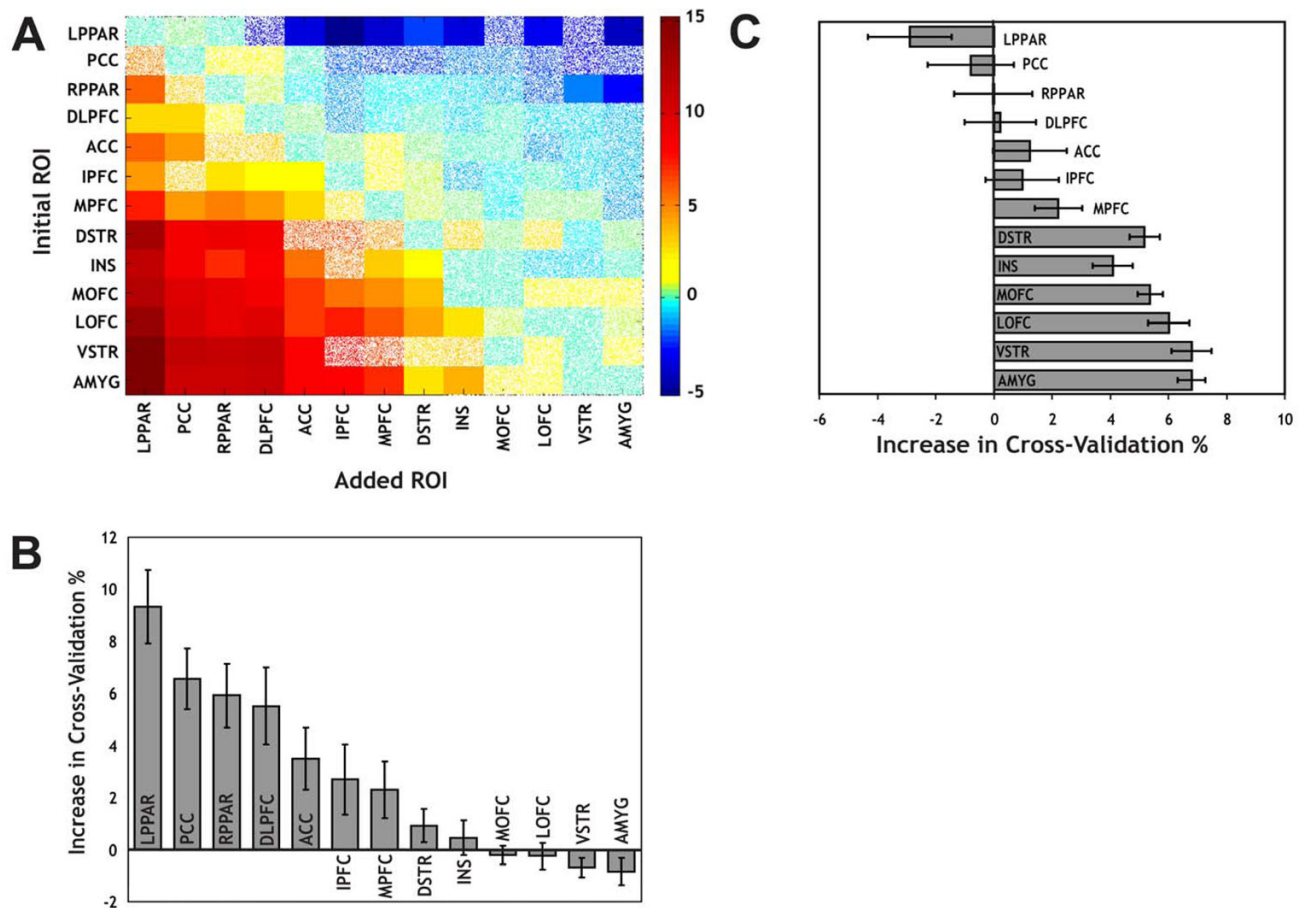 A
Initial ROI
LPPAR
PCC
RPPAR
DLPFC
ACC
IPFC
MPFC
DSTR
INS
MOFC
LOFC
VSTR
AMYG
LPPAR PCC RPPAR DLPFC ACC IPFC MPFC DSTR INS MOFC LOFC VSTR AMYG
Added ROI
15
10
5
0
-5
C
LPPAR
PCC
RPPAR
DLPFC
ACC
IPFC
MPFC
DSTR
INS
MOFC
LOFC
VSTR
AMYG
-6 -4 -2 0 2 4 6 8 10
Increase in Cross-Validation %
B
Increase in Cross-Validation %
12
10
8
6
4
2
0
-2
LPPAR PCC RPPAR DLPFC ACC IPFC MPFC DSTR INS MOFC LOFC VSTR AMYG